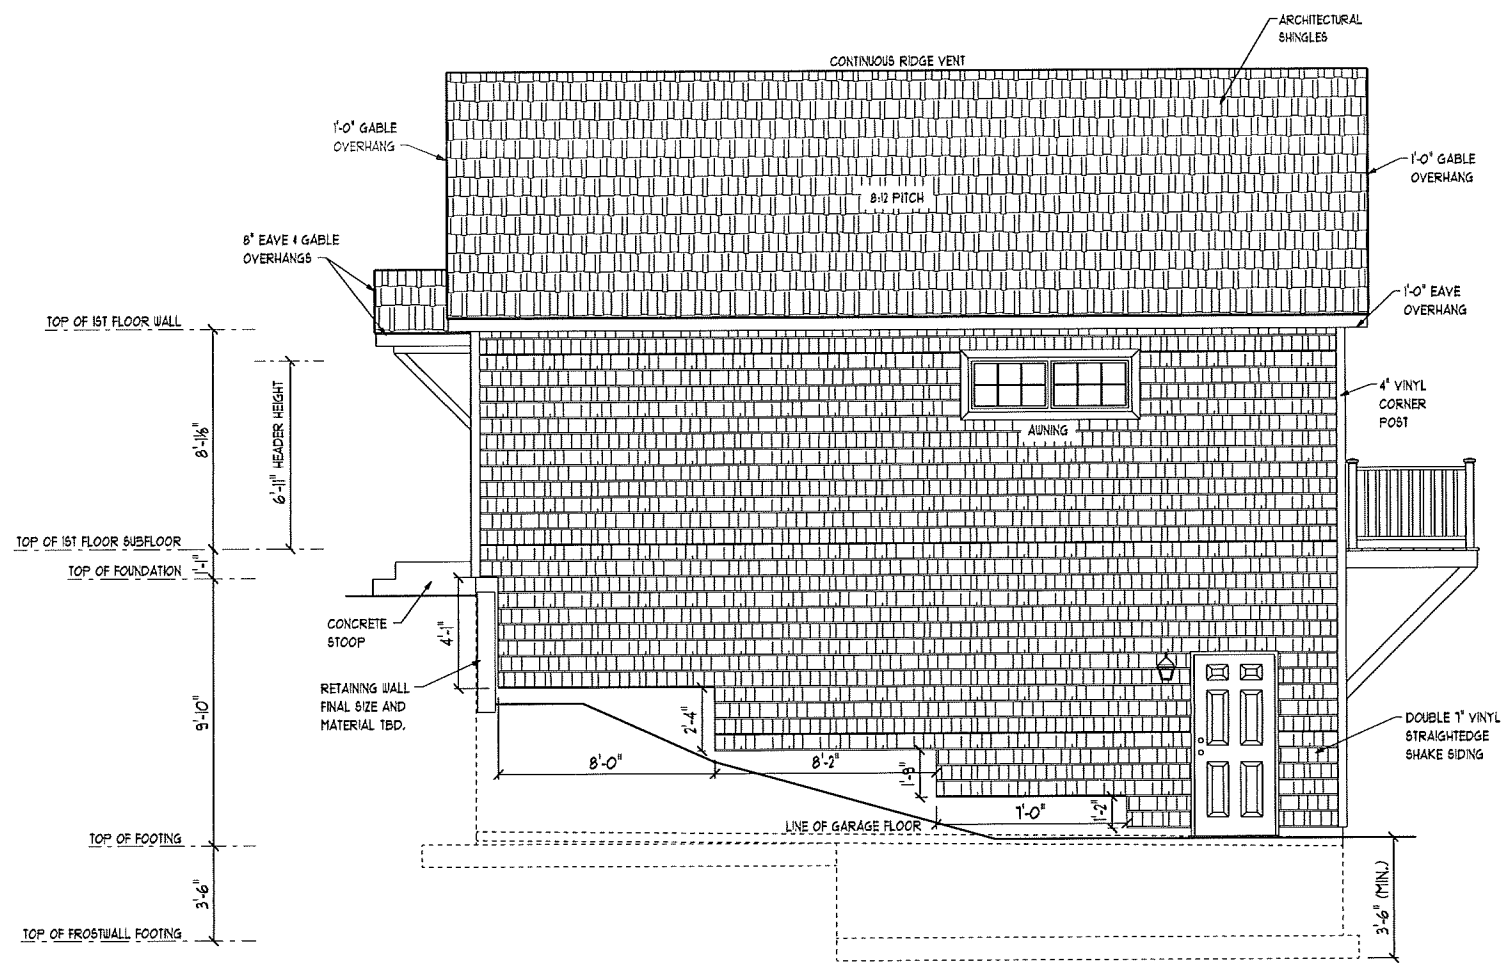 ARCHITECTURAL
SHINGLES
CONTINUOUS RIDGE VENT
1'-0" GABLE
OVERHANG
1'-0" GABLE
OVERHANG
8:12 PITCH
8" EAVE & GABLE
OVERHANGS
1'-0" EAVE
OVERHANG
TOP OF 1ST FLOOR WALL
8'-1⅛"
6'-11" HEADER HEIGHT
4" VINYL
CORNER
POST
AWNING
TOP OF 1ST FLOOR SUBFLOOR
1'-1"
TOP OF FOUNDATION
CONCRETE
STOOP
4'-1"
RETAINING WALL
FINAL SIZE AND
MATERIAL TBD.
9'-10"
2'-4"
8'-0"
8'-2"
1'-8"
7'-0"
1'-2"
DOUBLE 7" VINYL
STRAIGHTEDGE
SHAKE SIDING
LINE OF GARAGE FLOOR
TOP OF FOOTING
3'-6"
3'-6" (MIN.)
TOP OF FROSTWALL FOOTING